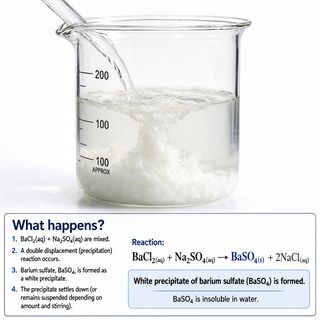 200
100
100
APPROX
What happens?
1. BaCl₂(aq) + Na₂SO4(aq) are mixed.
2. A double displacement (precipitation)
reaction occurs.
3. Barium sulfate, BaSO₄, is formed as
a white precipitate.
4. The precipitate settles down (or
remains suspended depending on
amount and stirring).
Reaction:
BaCl₂(aq) + Na₂SO₄(aq) → BaSO₄(s) + 2NaCl(aq)
White precipitate of barium sulfate (BaSO₄) is formed.
BaSO₄ is insoluble in water.